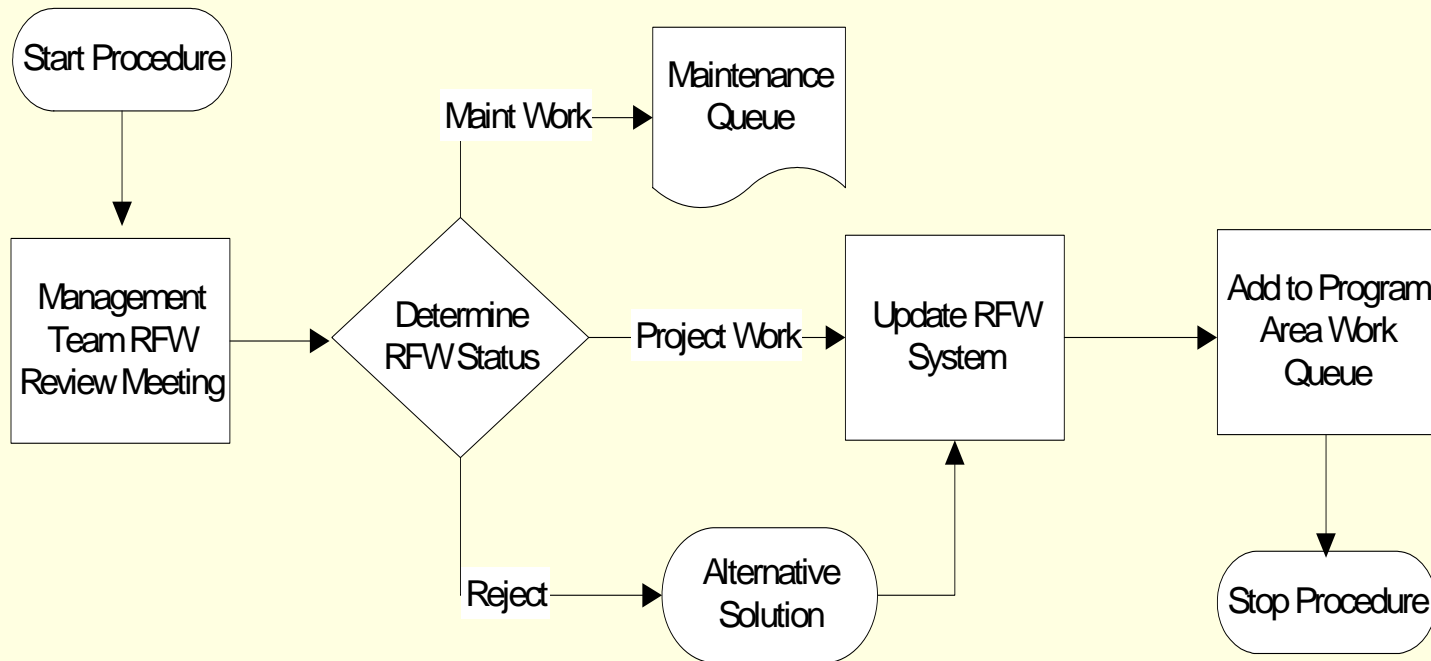 Start Procedure
Management
Team RFW
Review Meeting
Determine
RFW Status
Maint Work
Maintenance
Queue
Project Work
Update RFW
System
Add to Program
Area Work
Queue
Reject
Alternative
Solution
Stop Procedure